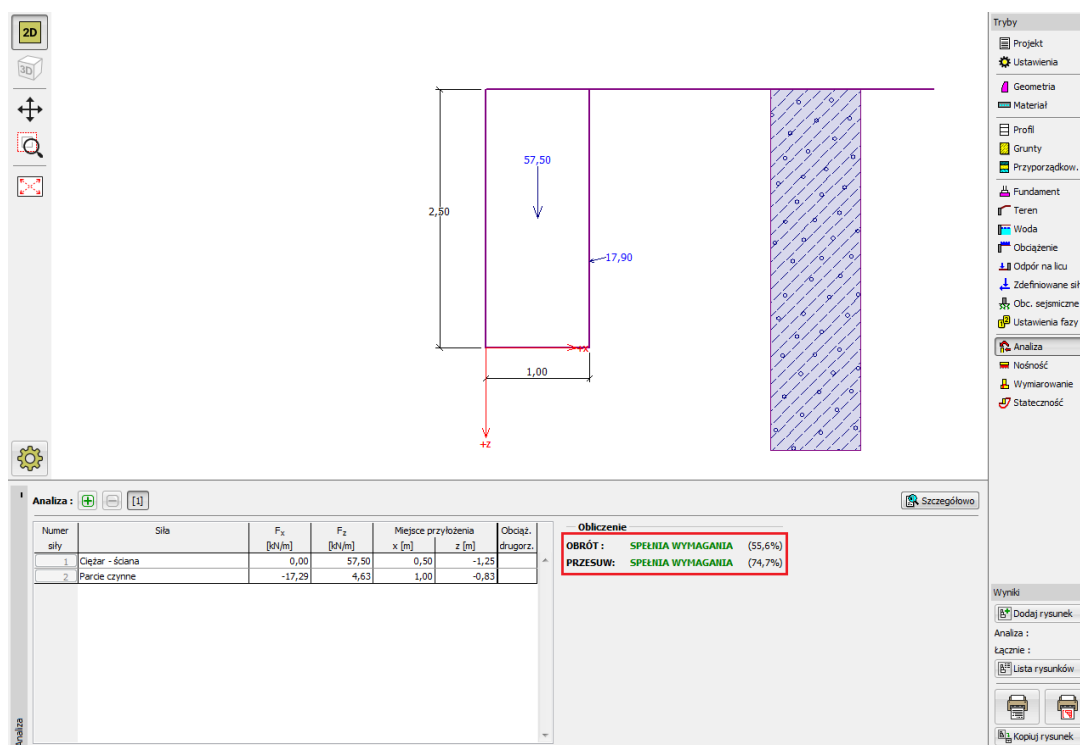 2D
3D
57,50
2,50
17,90
+x
1,00
+z
Tryby
Projekt
Ustawienia
Geometria
Materiał
Profil
Grunty
Przyporządkow.
Fundament
Teren
Woda
Obciążenie
Odpór na licu
Zdefiniowane sił
Obc. sejsmiczne
Ustawienia fazy
Analiza
Nośność
Wymiarowanie
Stateczność
Analiza : [1] Szczegółowo
Numer siły Siła Fx [kN/m] Fz [kN/m] Miejsce przyłożenia x [m] z [m] Obciąż. drugorz.
1 Ciężar - ściana 0,00 57,50 0,50 -1,25
2 Parcie czynne -17,29 4,63 1,00 -0,83
Obliczenie
OBRÓT : SPEŁNIA WYMAGANIA (55,6%)
PRZESUW: SPEŁNIA WYMAGANIA (74,7%)
Analiza
Wyniki
Dodaj rysunek
Analiza :
Łącznie :
Lista rysunków
Kopiuj rysunek